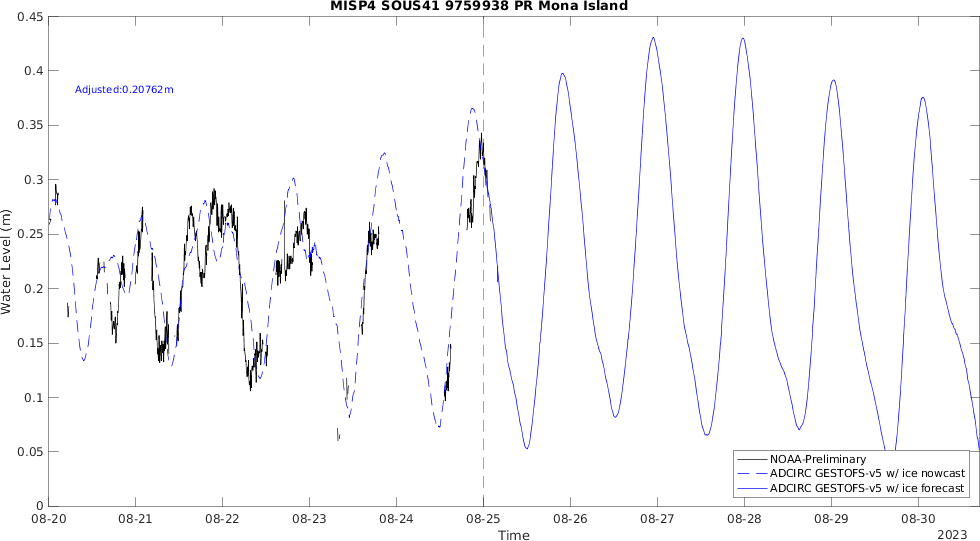 MISP4 SOUS41 9759938 PR Mona Island
0.45
0.4
0.35
0.3
0.25
0.2
0.15
0.1
0.05
0
Water Level (m)
Adjusted:0.20762m
NOAA-Preliminary
ADCIRC GESTOFS-v5 w/ ice nowcast
ADCIRC GESTOFS-v5 w/ ice forecast
08-20 08-21 08-22 08-23 08-24 08-25 08-26 08-27 08-28 08-29 08-30
Time
2023